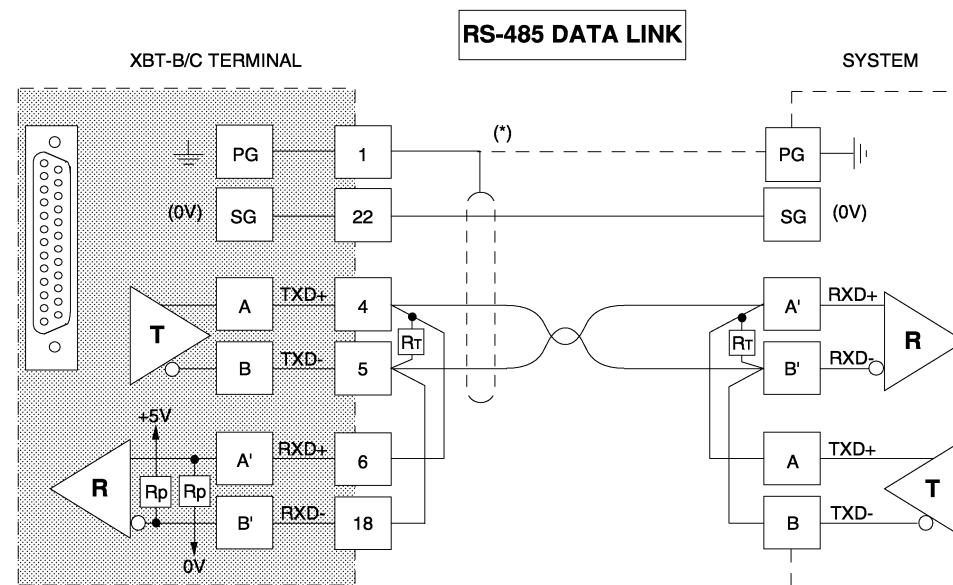 RS-485 DATA LINK
XBT-B/C TERMINAL
SYSTEM
PG
1
(*)
PG
(0V)
SG
22
SG
(0V)
A
TXD+
4
A'
RXD+
T
RT
RT
R
B
TXD-
5
B'
RXD-
+5V
A'
RXD+
6
A
TXD+
R
Rp
Rp
T
B'
RXD-
18
B
TXD-
0V